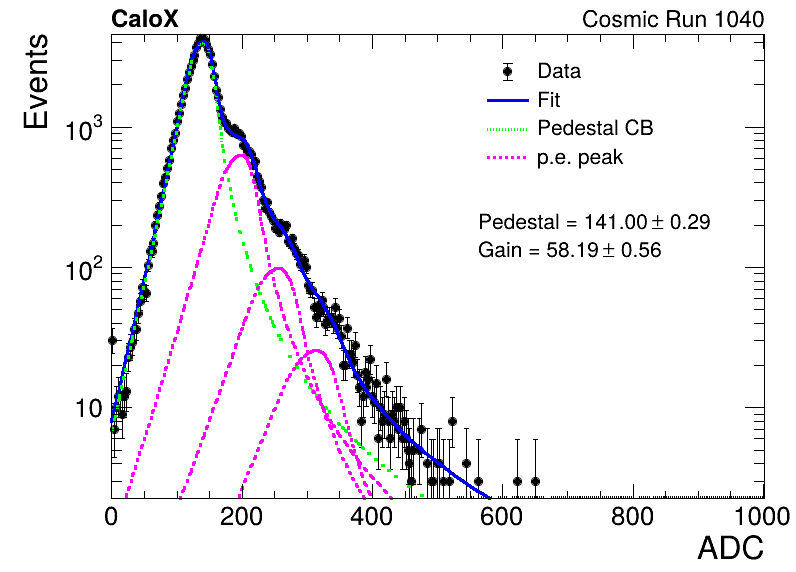 CaloX Cosmic Run 1040
Events
Data
Fit
Pedestal CB
p.e. peak
Pedestal = 141.00 ± 0.29
Gain = 58.19 ± 0.56
10³
10²
10
0 200 400 600 800 1000
ADC